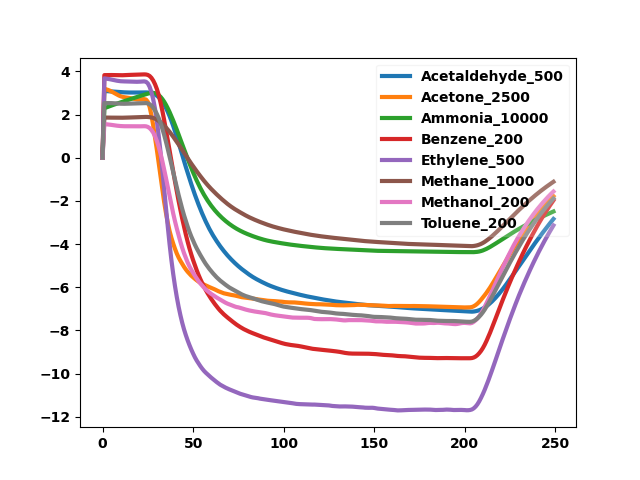 4
2
0
−2
−4
−6
−8
−10
−12
0
50
100
150
200
250
Acetaldehyde_500
Acetone_2500
Ammonia_10000
Benzene_200
Ethylene_500
Methane_1000
Methanol_200
Toluene_200